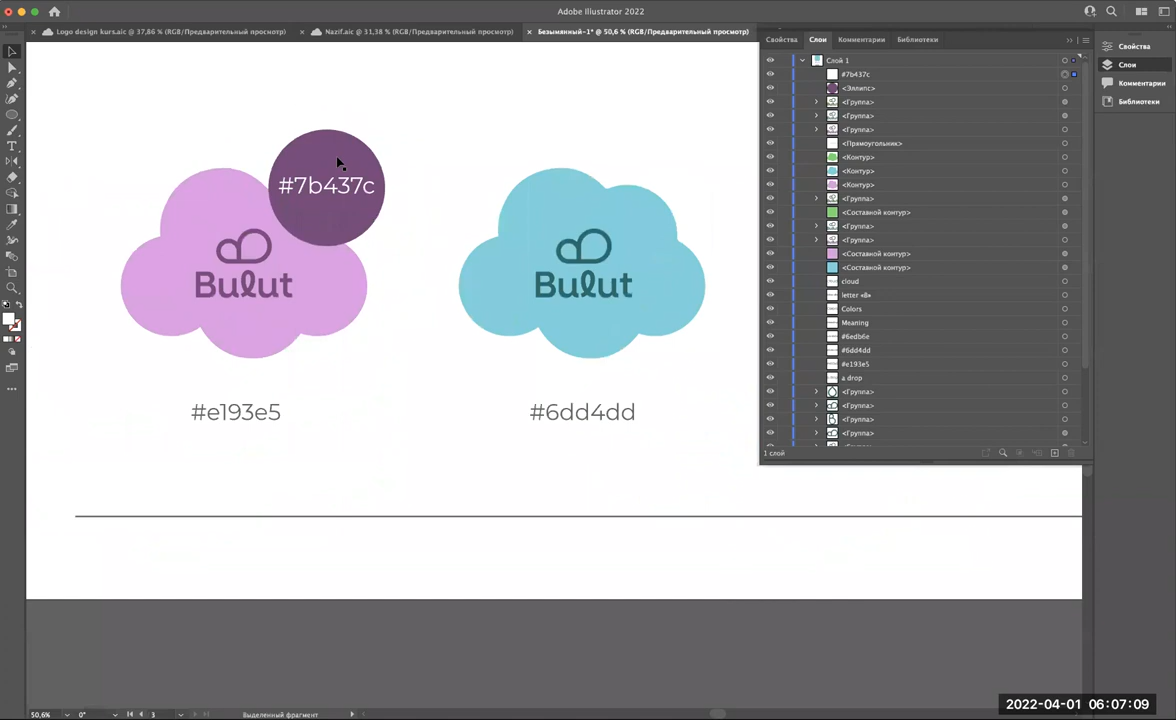 Adobe Illustrator 2022
Logo design kurs.aic @ 37,86 % (RGB/Предварительный просмотр)
Nazif.aic @ 31,38 % (RGB/Предварительный просмотр)
Безымянный-1* @ 50,6 % (RGB/Предварительный просмотр)
Свойства
Слои
Комментарии
Библиотеки
Слой 1
#7b437c
<Эллипс>
<Группа>
<Группа>
<Группа>
<Прямоугольник>
<Контур>
<Контур>
<Контур>
<Группа>
<Составной контур>
<Группа>
<Группа>
<Составной контур>
<Составной контур>
cloud
letter «B»
Colors
Meaning
#6edb6e
#6dd4dd
#e193e5
a drop
<Группа>
<Группа>
<Группа>
<Группа>
1 слой
Свойства
Слои
Комментарии
Библиотеки
#7b437c
Bulut
Bulut
#e193e5
#6dd4dd
50,6%
0°
3
Выделенный фрагмент
2022-04-01 06:07:09